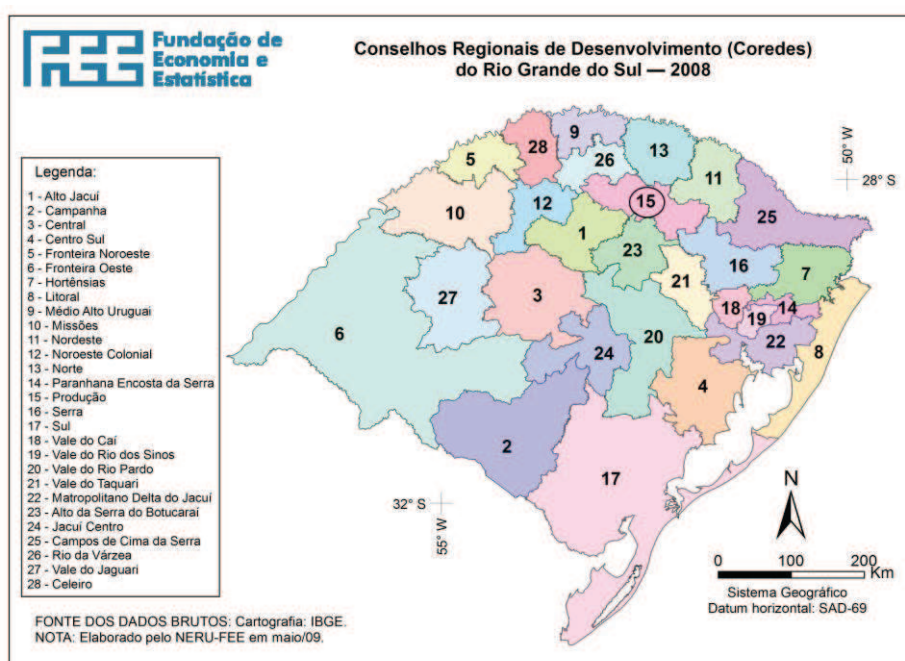 FEE Fundação de
Economia e
Estatística
Conselhos Regionais de Desenvolvimento (Coredes)
do Rio Grande do Sul — 2008
Legenda:
1 - Alto Jacuí
2 - Campanha
3 - Central
4 - Centro Sul
5 - Fronteira Noroeste
6 - Fronteira Oeste
7 - Hortênsias
8 - Litoral
9 - Médio Alto Uruguai
10 - Missões
11 - Nordeste
12 - Noroeste Colonial
13 - Norte
14 - Paranhana Encosta da Serra
15 - Produção
16 - Serra
17 - Sul
18 - Vale do Caí
19 - Vale do Rio dos Sinos
20 - Vale do Rio Pardo
21 - Vale do Taquari
22 - Matropolitano Delta do Jacuí
23 - Alto da Serra do Botucaraí
24 - Jacuí Centro
25 - Campos de Cima da Serra
26 - Rio da Várzea
27 - Vale do Jaguari
28 - Celeiro
9
28
13
5
26
50° W
28° S
11
12
15
10
25
1
23
16
7
21
27
3
18
14
19
6
20
22
8
24
4
2
17
32° S
55° W
N
0 100 200
Km
Sistema Geográfico
Datum horizontal: SAD-69
FONTE DOS DADOS BRUTOS: Cartografia: IBGE.
NOTA: Elaborado pelo NERU-FEE em maio/09.